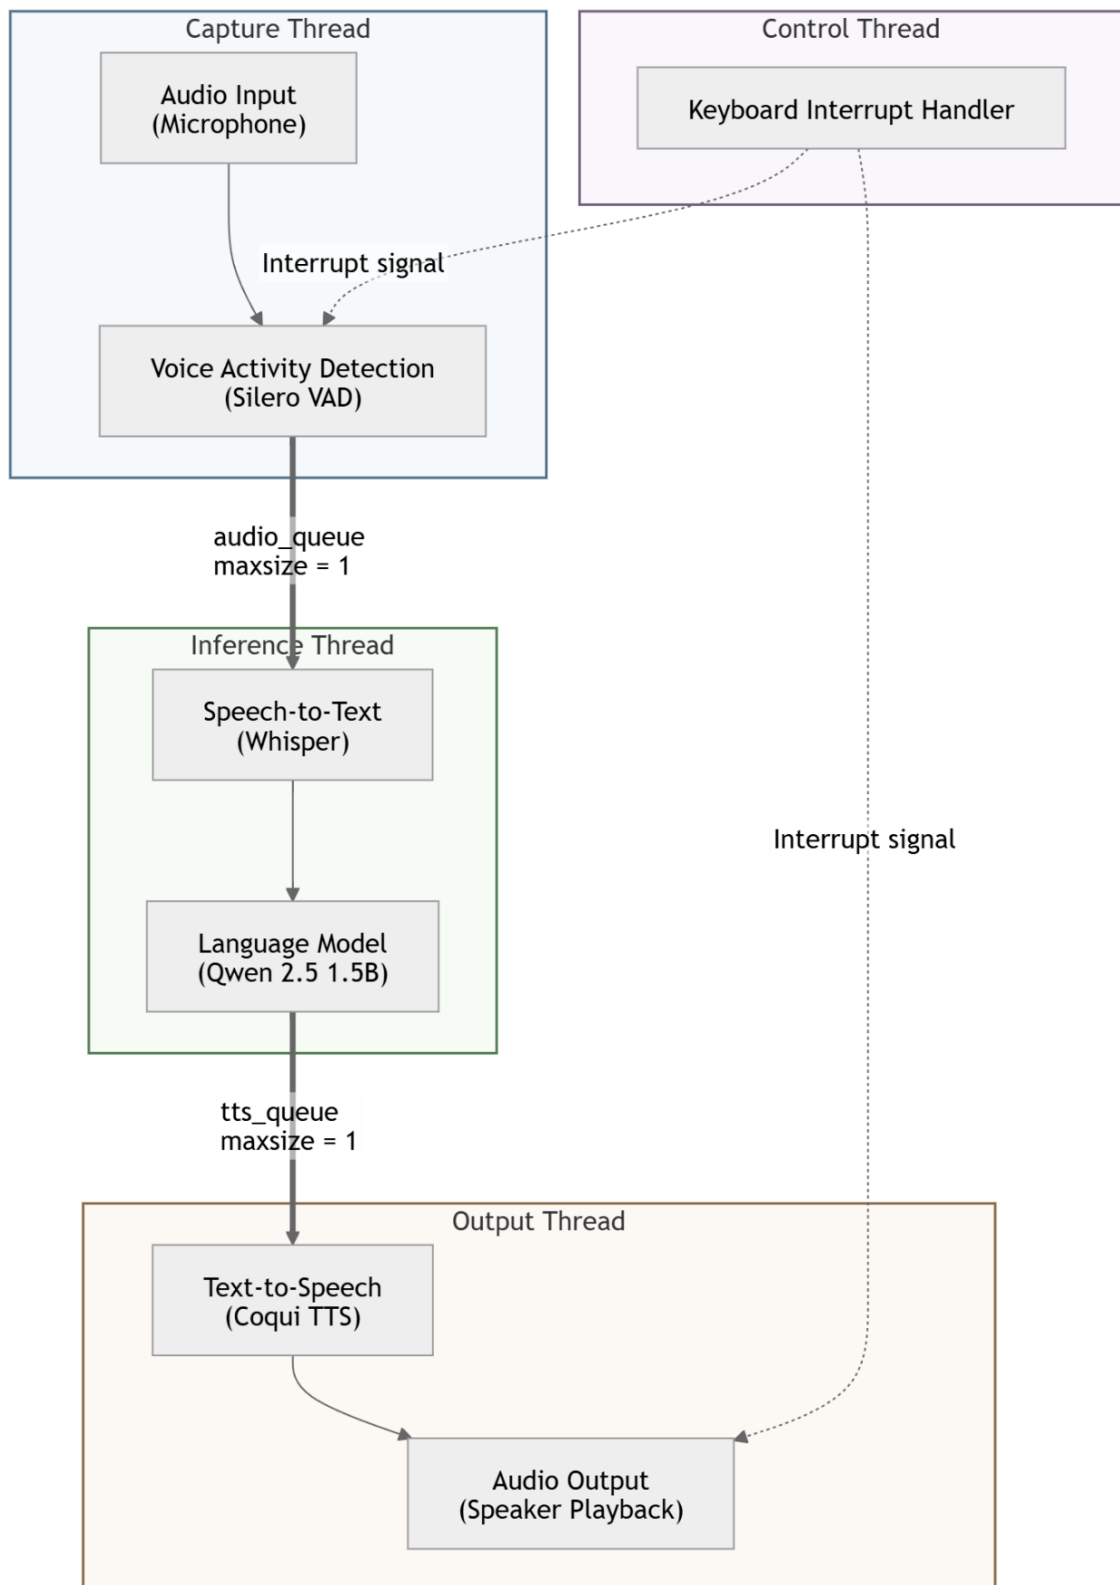 Capture Thread
Audio Input
(Microphone)
Control Thread
Keyboard Interrupt Handler
Interrupt signal
Voice Activity Detection
(Silero VAD)
audio_queue
maxsize = 1
Inference Thread
Speech-to-Text
(Whisper)
Interrupt signal
Language Model
(Qwen 2.5 1.5B)
tts_queue
maxsize = 1
Output Thread
Text-to-Speech
(Coqui TTS)
Audio Output
(Speaker Playback)